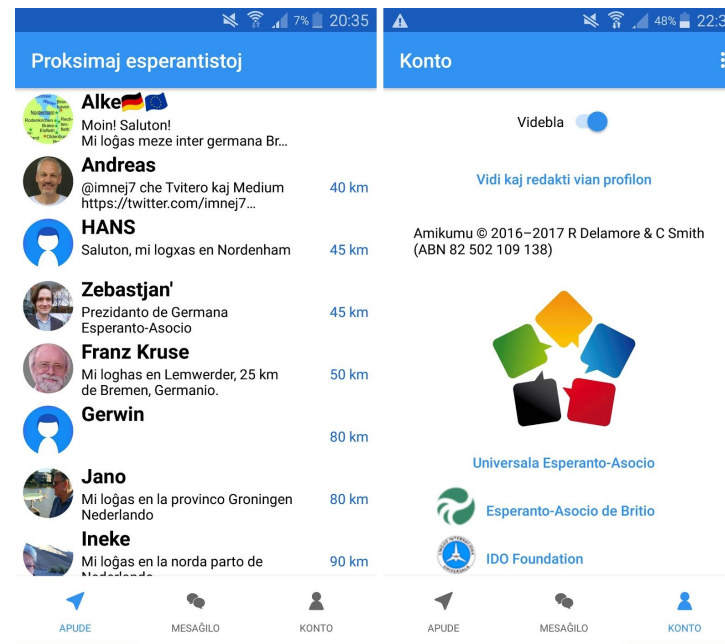 7% 20:35
Proksimaj esperantistoj
Alke
Moin! Saluton!
Mi loĝas meze inter germana Br...
Andreas
@imnej7 che Tvitero kaj Medium
https://twitter.com/imnej7...
40 km
HANS
Saluton, mi logxas en Nordenham
45 km
Zebastjan'
Prezidanto de Germana
Esperanto-Asocio
45 km
Franz Kruse
Mi loghas en Lemwerder, 25 km
de Bremen, Germanio.
50 km
Gerwin
80 km
Jano
Mi loĝas en la provinco Groningen
Nederlando
80 km
Ineke
Mi loĝas en la norda parto de
Nederlando
90 km
APUDE
MESAĜILO
KONTO
48% 22:3
Konto
Videbla
Vidi kaj redakti vian profilon
Amikumu © 2016–2017 R Delamore & C Smith
(ABN 82 502 109 138)
Universala Esperanto-Asocio
Esperanto-Asocio de Britio
IDO Foundation
APUDE
MESAĜILO
KONTO